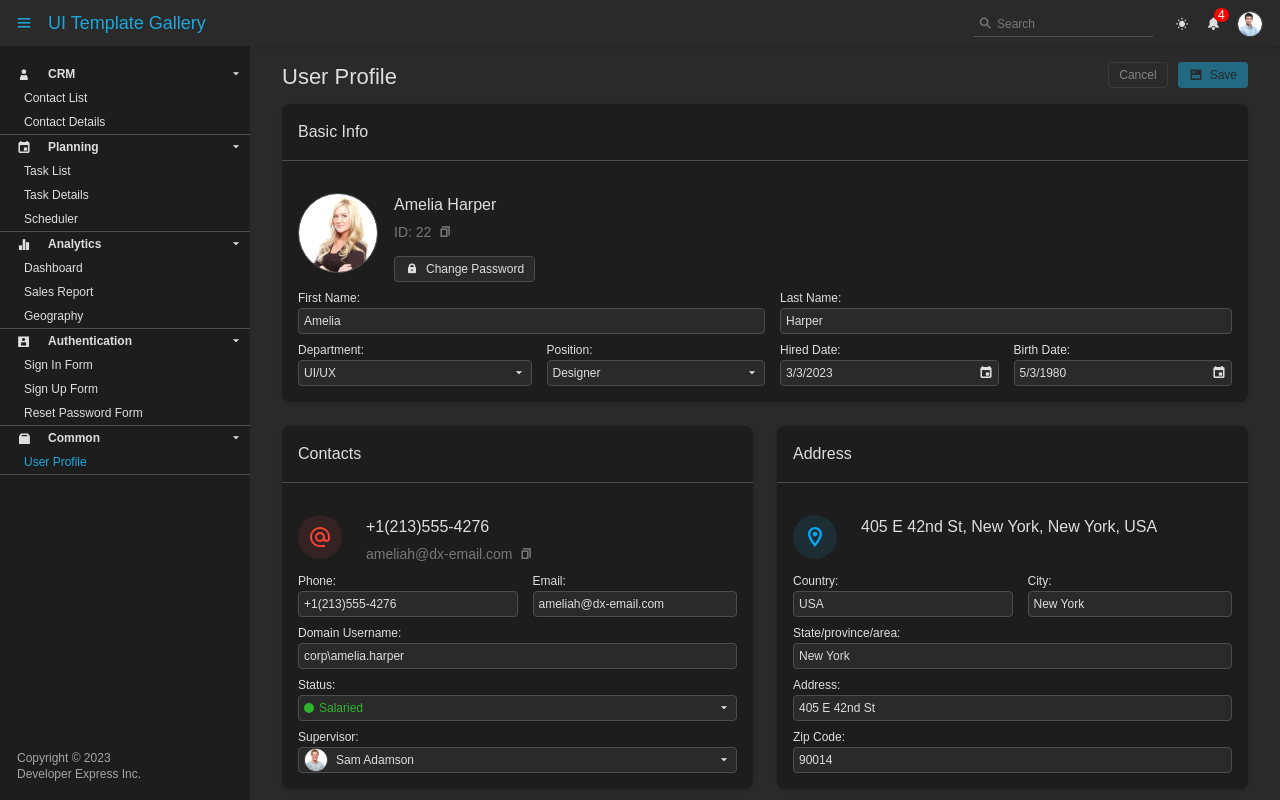 UI Template Gallery
Search
4
CRM
Contact List
Contact Details
Planning
Task List
Task Details
Scheduler
Analytics
Dashboard
Sales Report
Geography
Authentication
Sign In Form
Sign Up Form
Reset Password Form
Common
User Profile
Copyright © 2023
Developer Express Inc.
User Profile
Cancel
Save
Basic Info
Amelia Harper
ID: 22
Change Password
First Name:
Amelia
Last Name:
Harper
Department:
UI/UX
Position:
Designer
Hired Date:
3/3/2023
Birth Date:
5/3/1980
Contacts
+1(213)555-4276
ameliah@dx-email.com
Phone:
+1(213)555-4276
Email:
ameliah@dx-email.com
Domain Username:
corp\amelia.harper
Status:
Salaried
Supervisor:
Sam Adamson
Address
405 E 42nd St, New York, New York, USA
Country:
USA
City:
New York
State/province/area:
New York
Address:
405 E 42nd St
Zip Code:
90014